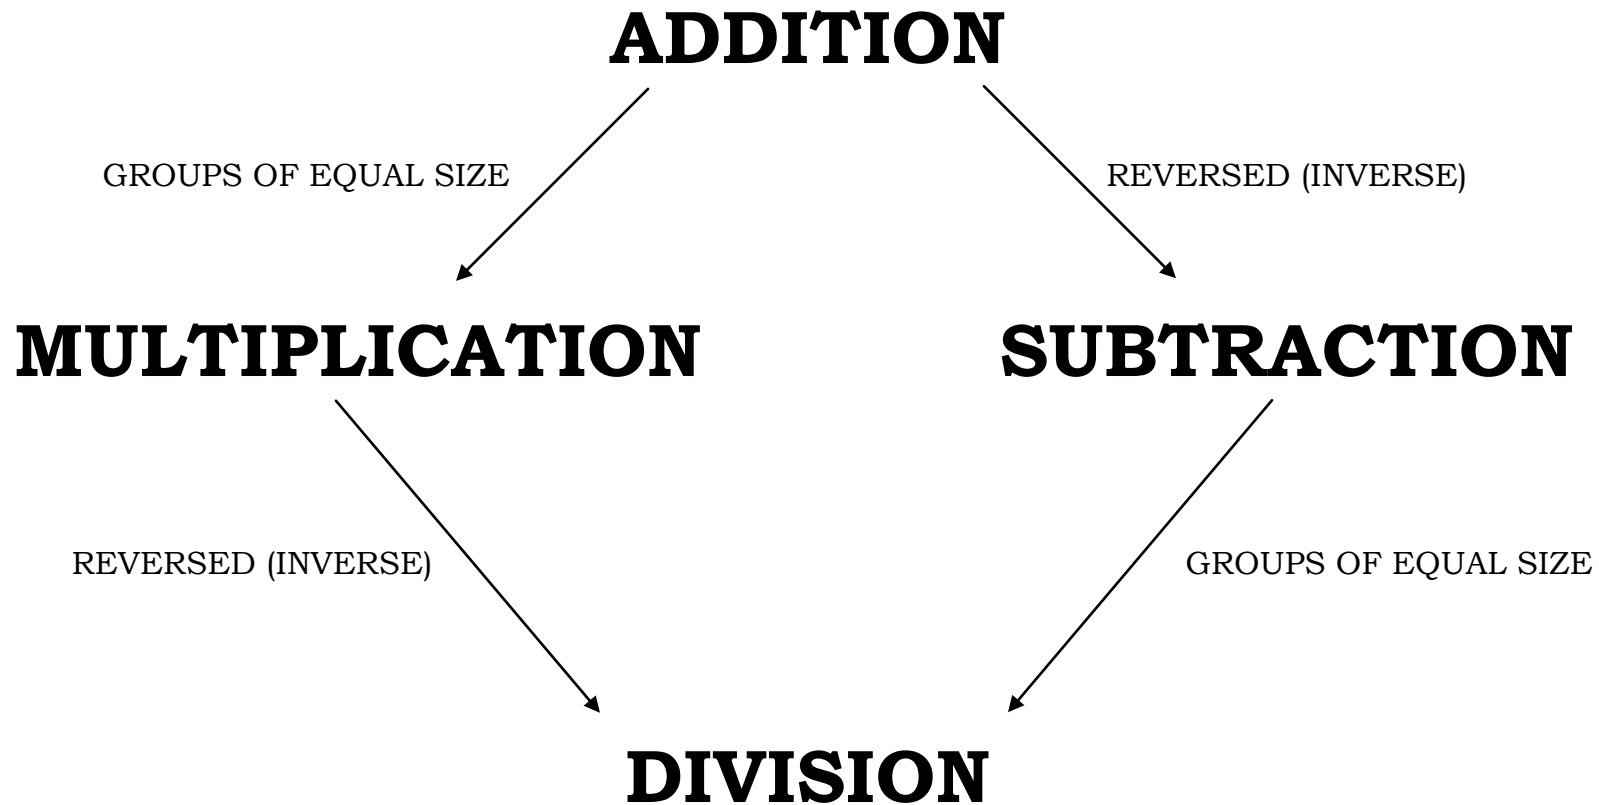 ADDITION
GROUPS OF EQUAL SIZE
REVERSED (INVERSE)
MULTIPLICATION
SUBTRACTION
REVERSED (INVERSE)
GROUPS OF EQUAL SIZE
DIVISION